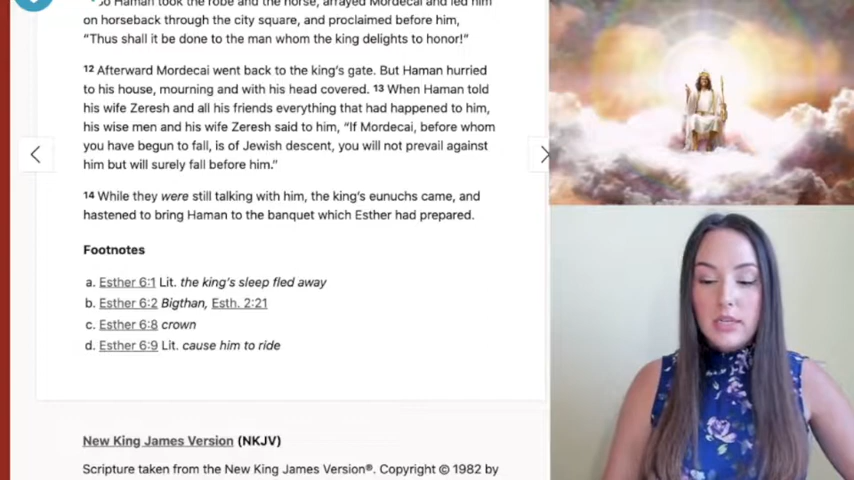 So Haman took the robe and the horse, arrayed Mordecai and led him
on horseback through the city square, and proclaimed before him,
“Thus shall it be done to the man whom the king delights to honor!”
12 Afterward Mordecai went back to the king’s gate. But Haman hurried
to his house, mourning and with his head covered. 13 When Haman told
his wife Zeresh and all his friends everything that had happened to him,
his wise men and his wife Zeresh said to him, “If Mordecai, before whom
you have begun to fall, is of Jewish descent, you will not prevail against
him but will surely fall before him.”
14 While they were still talking with him, the king’s eunuchs came, and
hastened to bring Haman to the banquet which Esther had prepared.
Footnotes
a. Esther 6:1 Lit. the king’s sleep fled away
b. Esther 6:2 Bigthan, Esth. 2:21
c. Esther 6:8 crown
d. Esther 6:9 Lit. cause him to ride
New King James Version (NKJV)
Scripture taken from the New King James Version®. Copyright © 1982 by